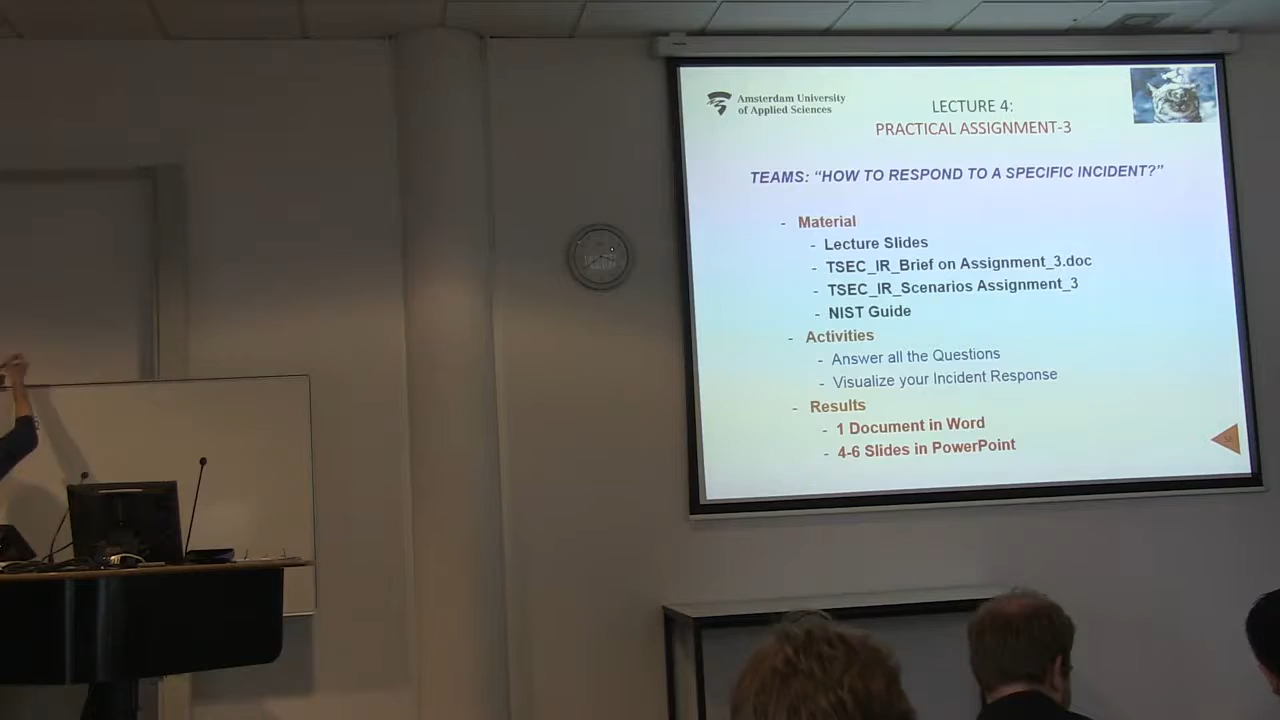 Amsterdam University
of Applied Sciences
LECTURE 4:
PRACTICAL ASSIGNMENT-3
TEAMS: “HOW TO RESPOND TO A SPECIFIC INCIDENT?”
- Material
- Lecture Slides
- TSEC_IR_Brief on Assignment_3.doc
- TSEC_IR_Scenarios Assignment_3
- NIST Guide
- Activities
- Answer all the Questions
- Visualize your Incident Response
- Results
- 1 Document in Word
- 4-6 Slides in PowerPoint